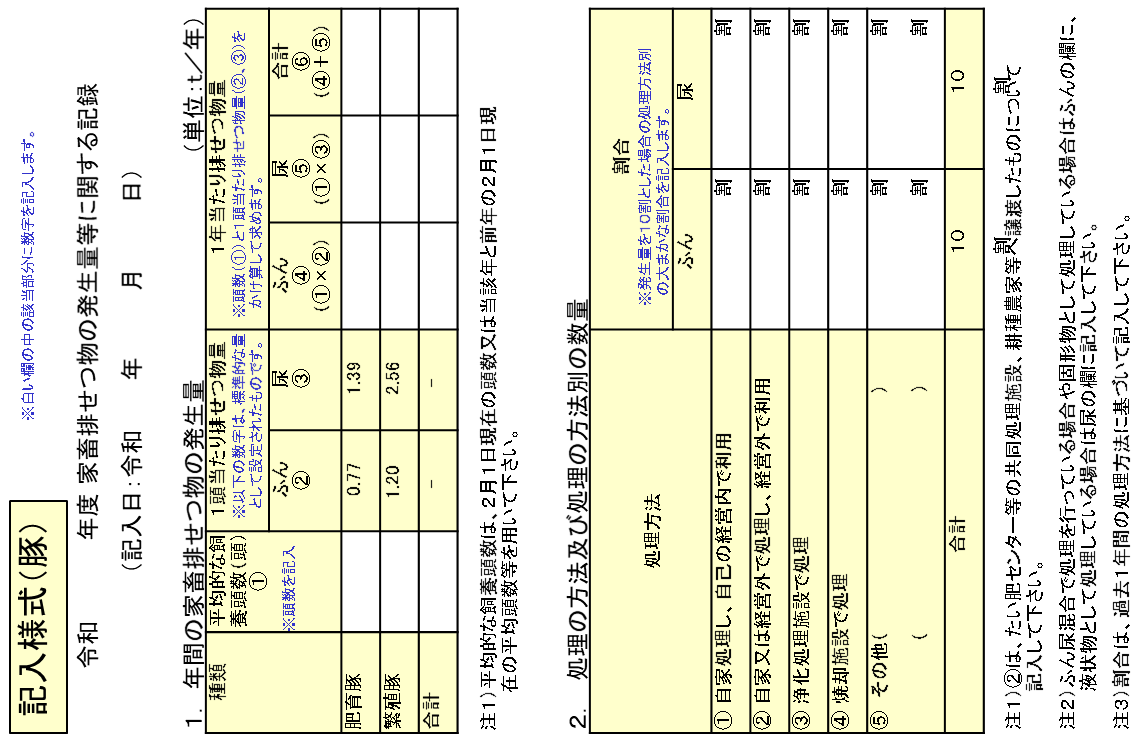 記入様式（豚）
※白い欄の中の該当部分に数字を記入します。
令和　　年度 家畜排せつ物の発生量等に関する記録
（記入日：令和　　年　　月　　日）
1．年間の家畜排せつ物の発生量　（単位：t／年）
種類
平均的な飼
養頭数（頭）
①
※頭数を記入
1頭当たり排せつ物量
※以下の数字は、標準的な量
として設定されたものです。
1年当たり排せつ物量
※頭数（①）と1頭当たり排せつ物量（②、③）を
かけ算して求めます。
ふん
②
尿
③
ふん
④
（①×②）
尿
⑤
（①×③）
合計
⑥
（④＋⑤）
肥育豚　0.77　1.39
繁殖豚　1.20　2.56
合計　－　－
注1）平均的な飼養頭数は、2月1日現在の頭数又は当該年と前年の2月1日現
在の平均頭数等を用いて下さい。
2．　処理の方法及び処理の方法別の数量
処理方法
割合
※発生量を10割とした場合の処理方法別
の大まかな割合を記入します。
ふん　尿
① 自家処理し、自己の経営内で利用　割　割
② 自家又は経営外で処理し、経営外で利用　割　割
③ 浄化処理施設で処理　割　割
④ 焼却施設で処理　割　割
⑤ その他（　　　）　割　割
（　　　）　割　割
合計　10割　10割
注1）②は、たい肥センター等の共同処理施設、耕種農家等へ譲渡したものについて
記入して下さい。
注2）ふん尿混合で処理を行っている場合や固形物として処理している場合はふんの欄に、
液状物として処理している場合は尿の欄に記入して下さい。
注3）割合は、過去1年間の処理方法に基づいて記入して下さい。